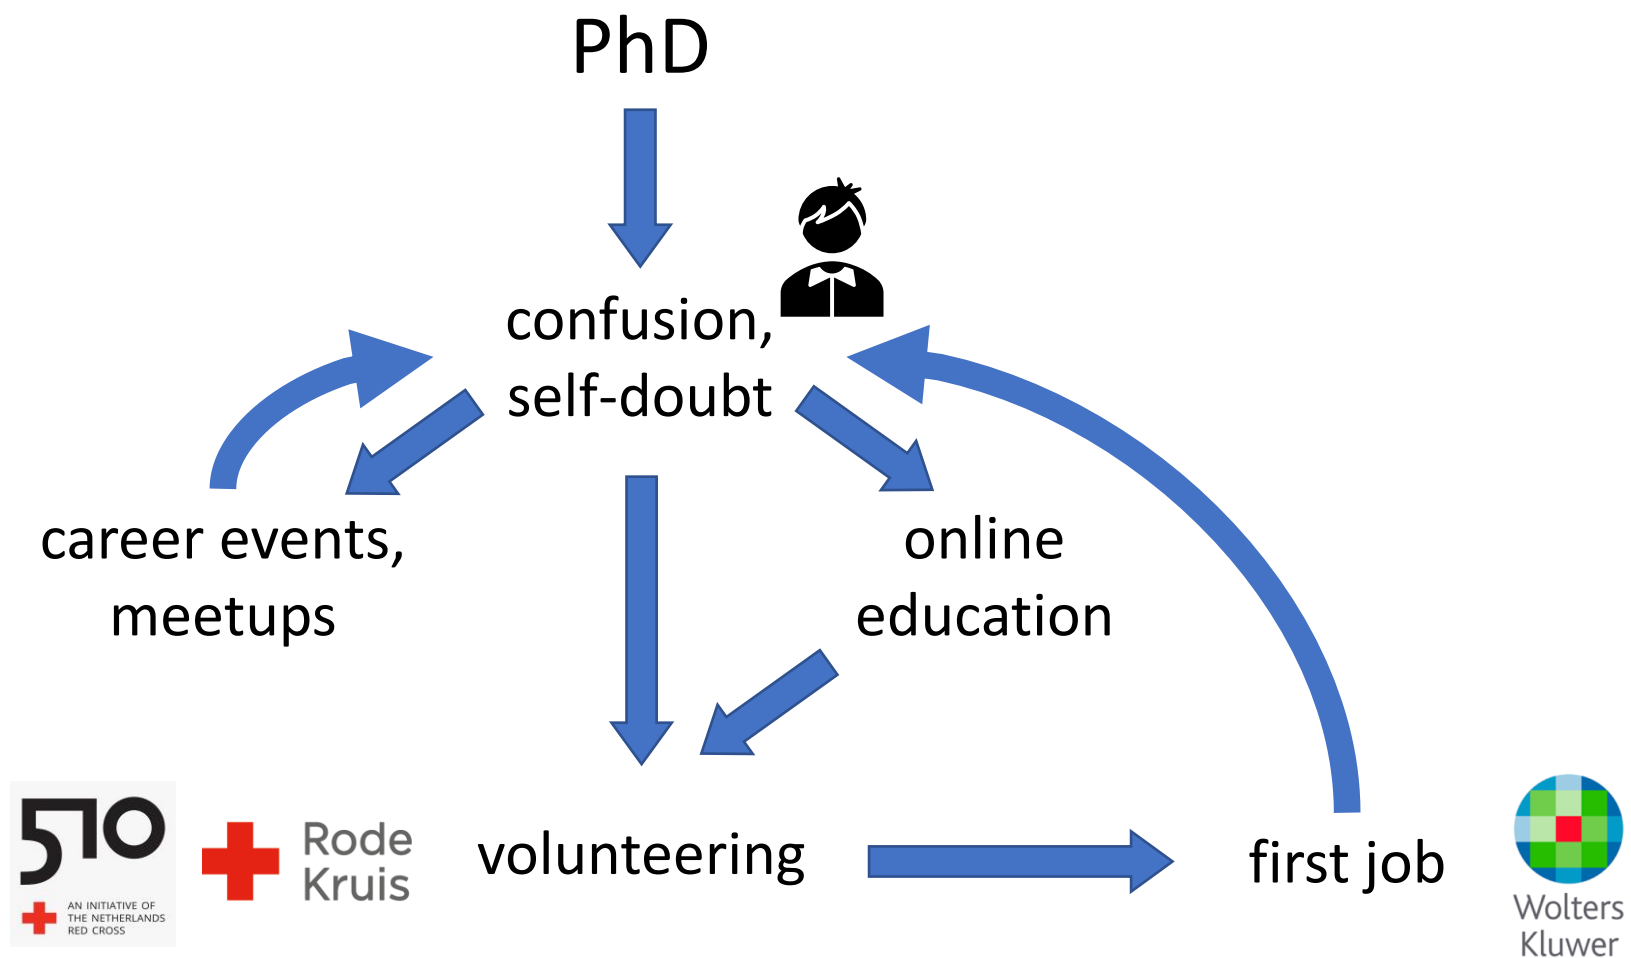 PhD
confusion,
self-doubt
career events,
meetups
online
education
510
AN INITIATIVE OF
THE NETHERLANDS
RED CROSS
Rode
Kruis
volunteering
first job
Wolters
Kluwer